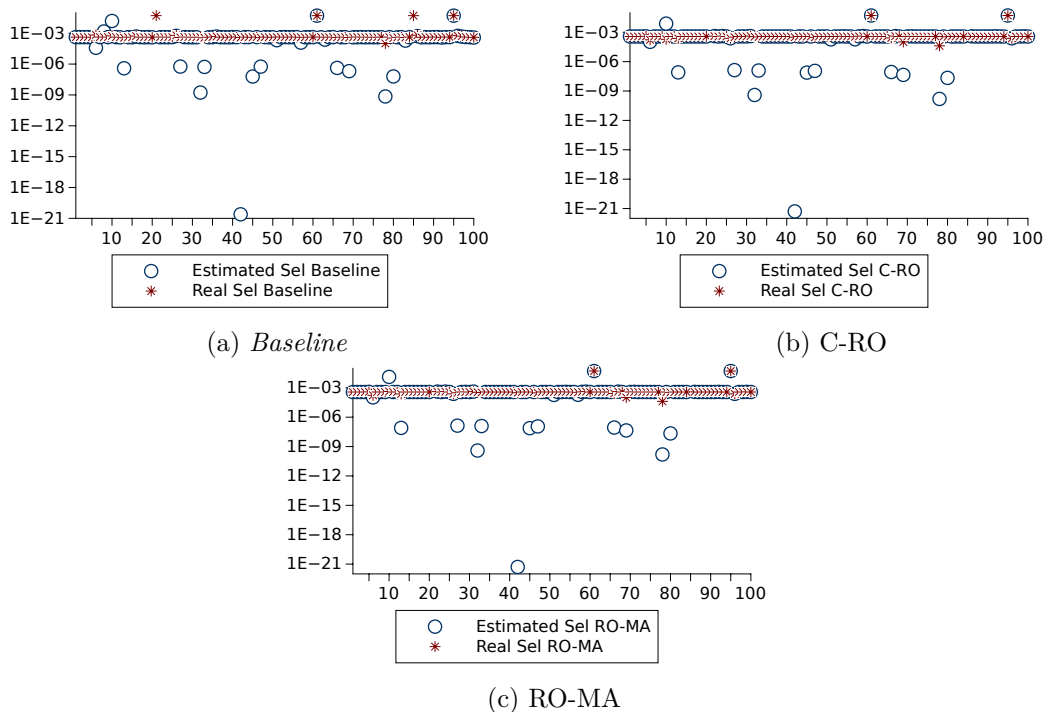 1E−03
1E−06
1E−09
1E−12
1E−15
1E−18
1E−21
10 20 30 40 50 60 70 80 90 100
Estimated Sel Baseline
Real Sel Baseline
(a) Baseline
1E−03
1E−06
1E−09
1E−12
1E−15
1E−18
1E−21
10 20 30 40 50 60 70 80 90 100
Estimated Sel C-RO
Real Sel C-RO
(b) C-RO
1E−03
1E−06
1E−09
1E−12
1E−15
1E−18
1E−21
10 20 30 40 50 60 70 80 90 100
Estimated Sel RO-MA
Real Sel RO-MA
(c) RO-MA